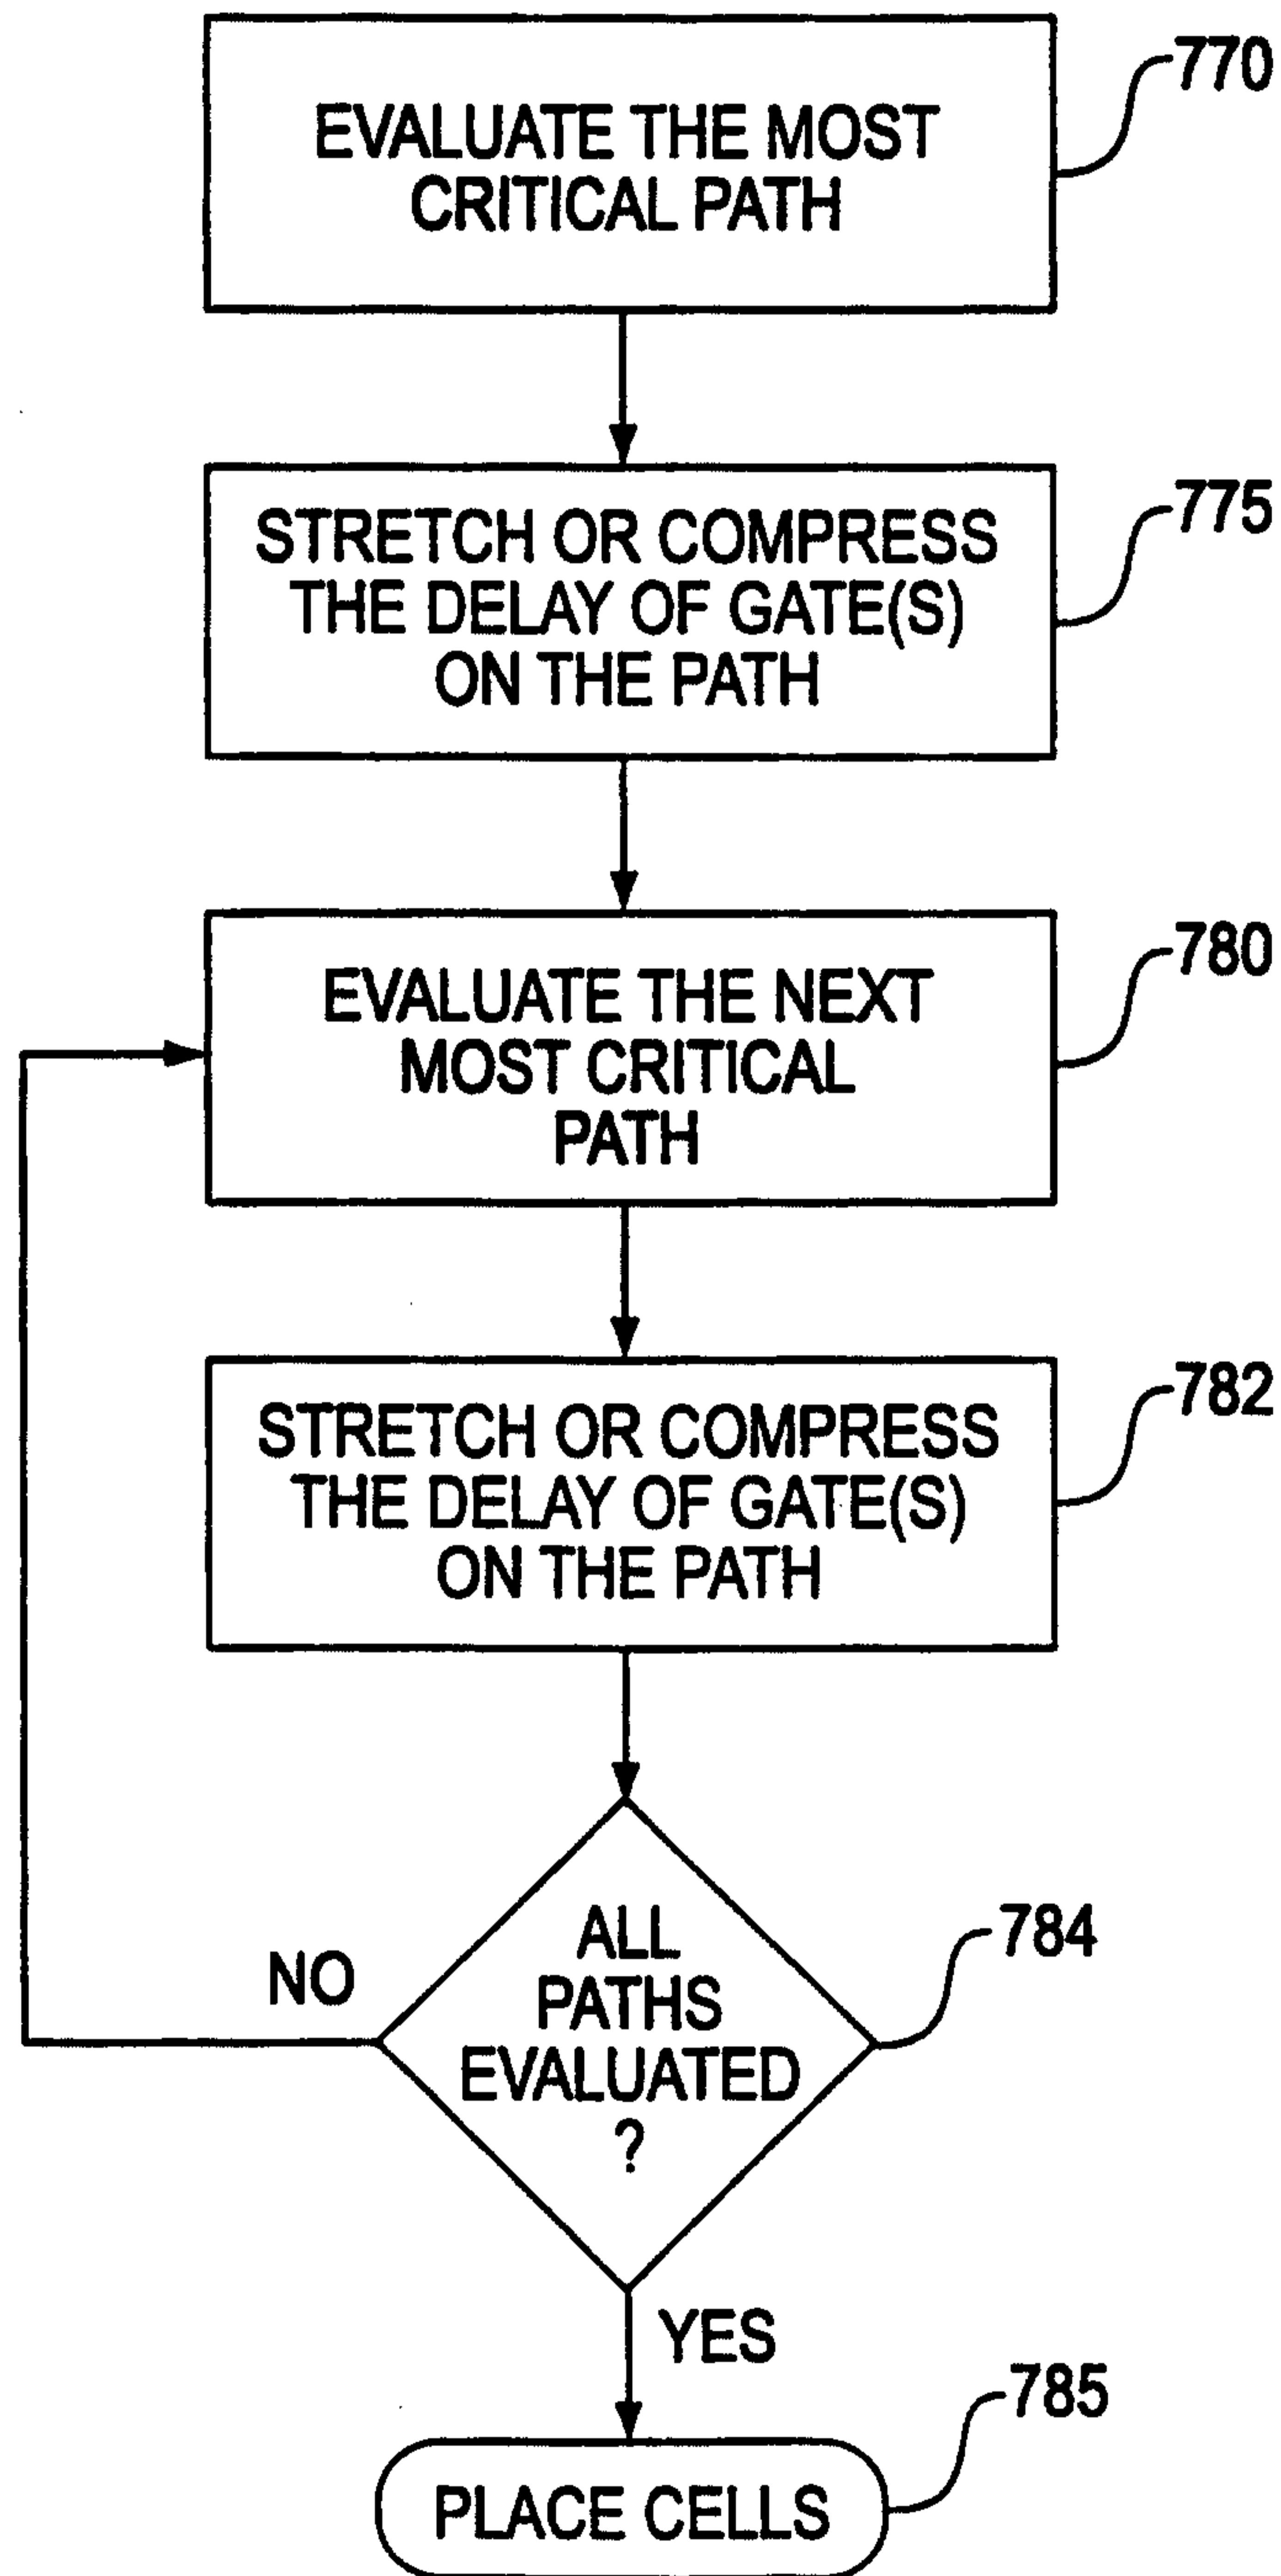 770
EVALUATE THE MOST
CRITICAL PATH
775
STRETCH OR COMPRESS
THE DELAY OF GATE(S)
ON THE PATH
780
EVALUATE THE NEXT
MOST CRITICAL
PATH
782
STRETCH OR COMPRESS
THE DELAY OF GATE(S)
ON THE PATH
784
ALL
PATHS
EVALUATED
?
NO
YES
785
PLACE CELLS